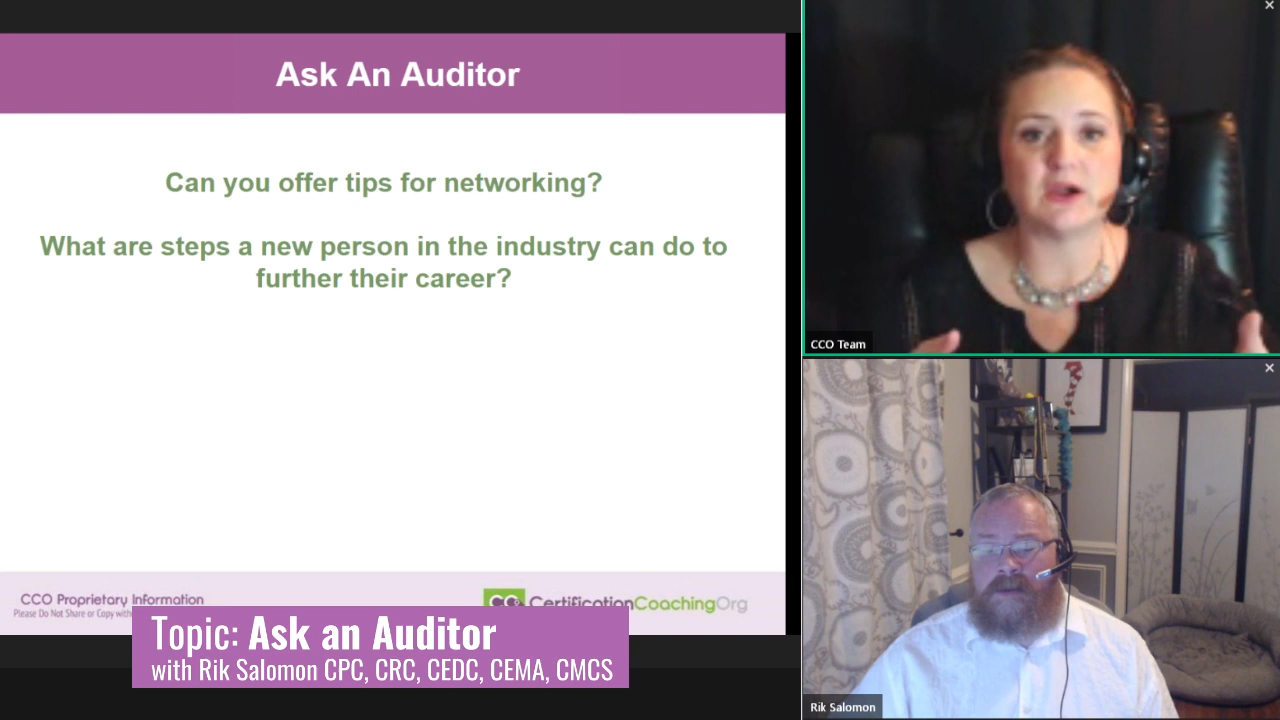 Ask An Auditor
Can you offer tips for networking?
What are steps a new person in the industry can do to
further their career?
CCO Proprietary Information
Please Do Not Share or Copy
CertificationCoachingOrg
Topic: Ask an Auditor
with Rik Salomon CPC, CRC, CEDC, CEMA, CMCS
CCO Team
Rik Salomon